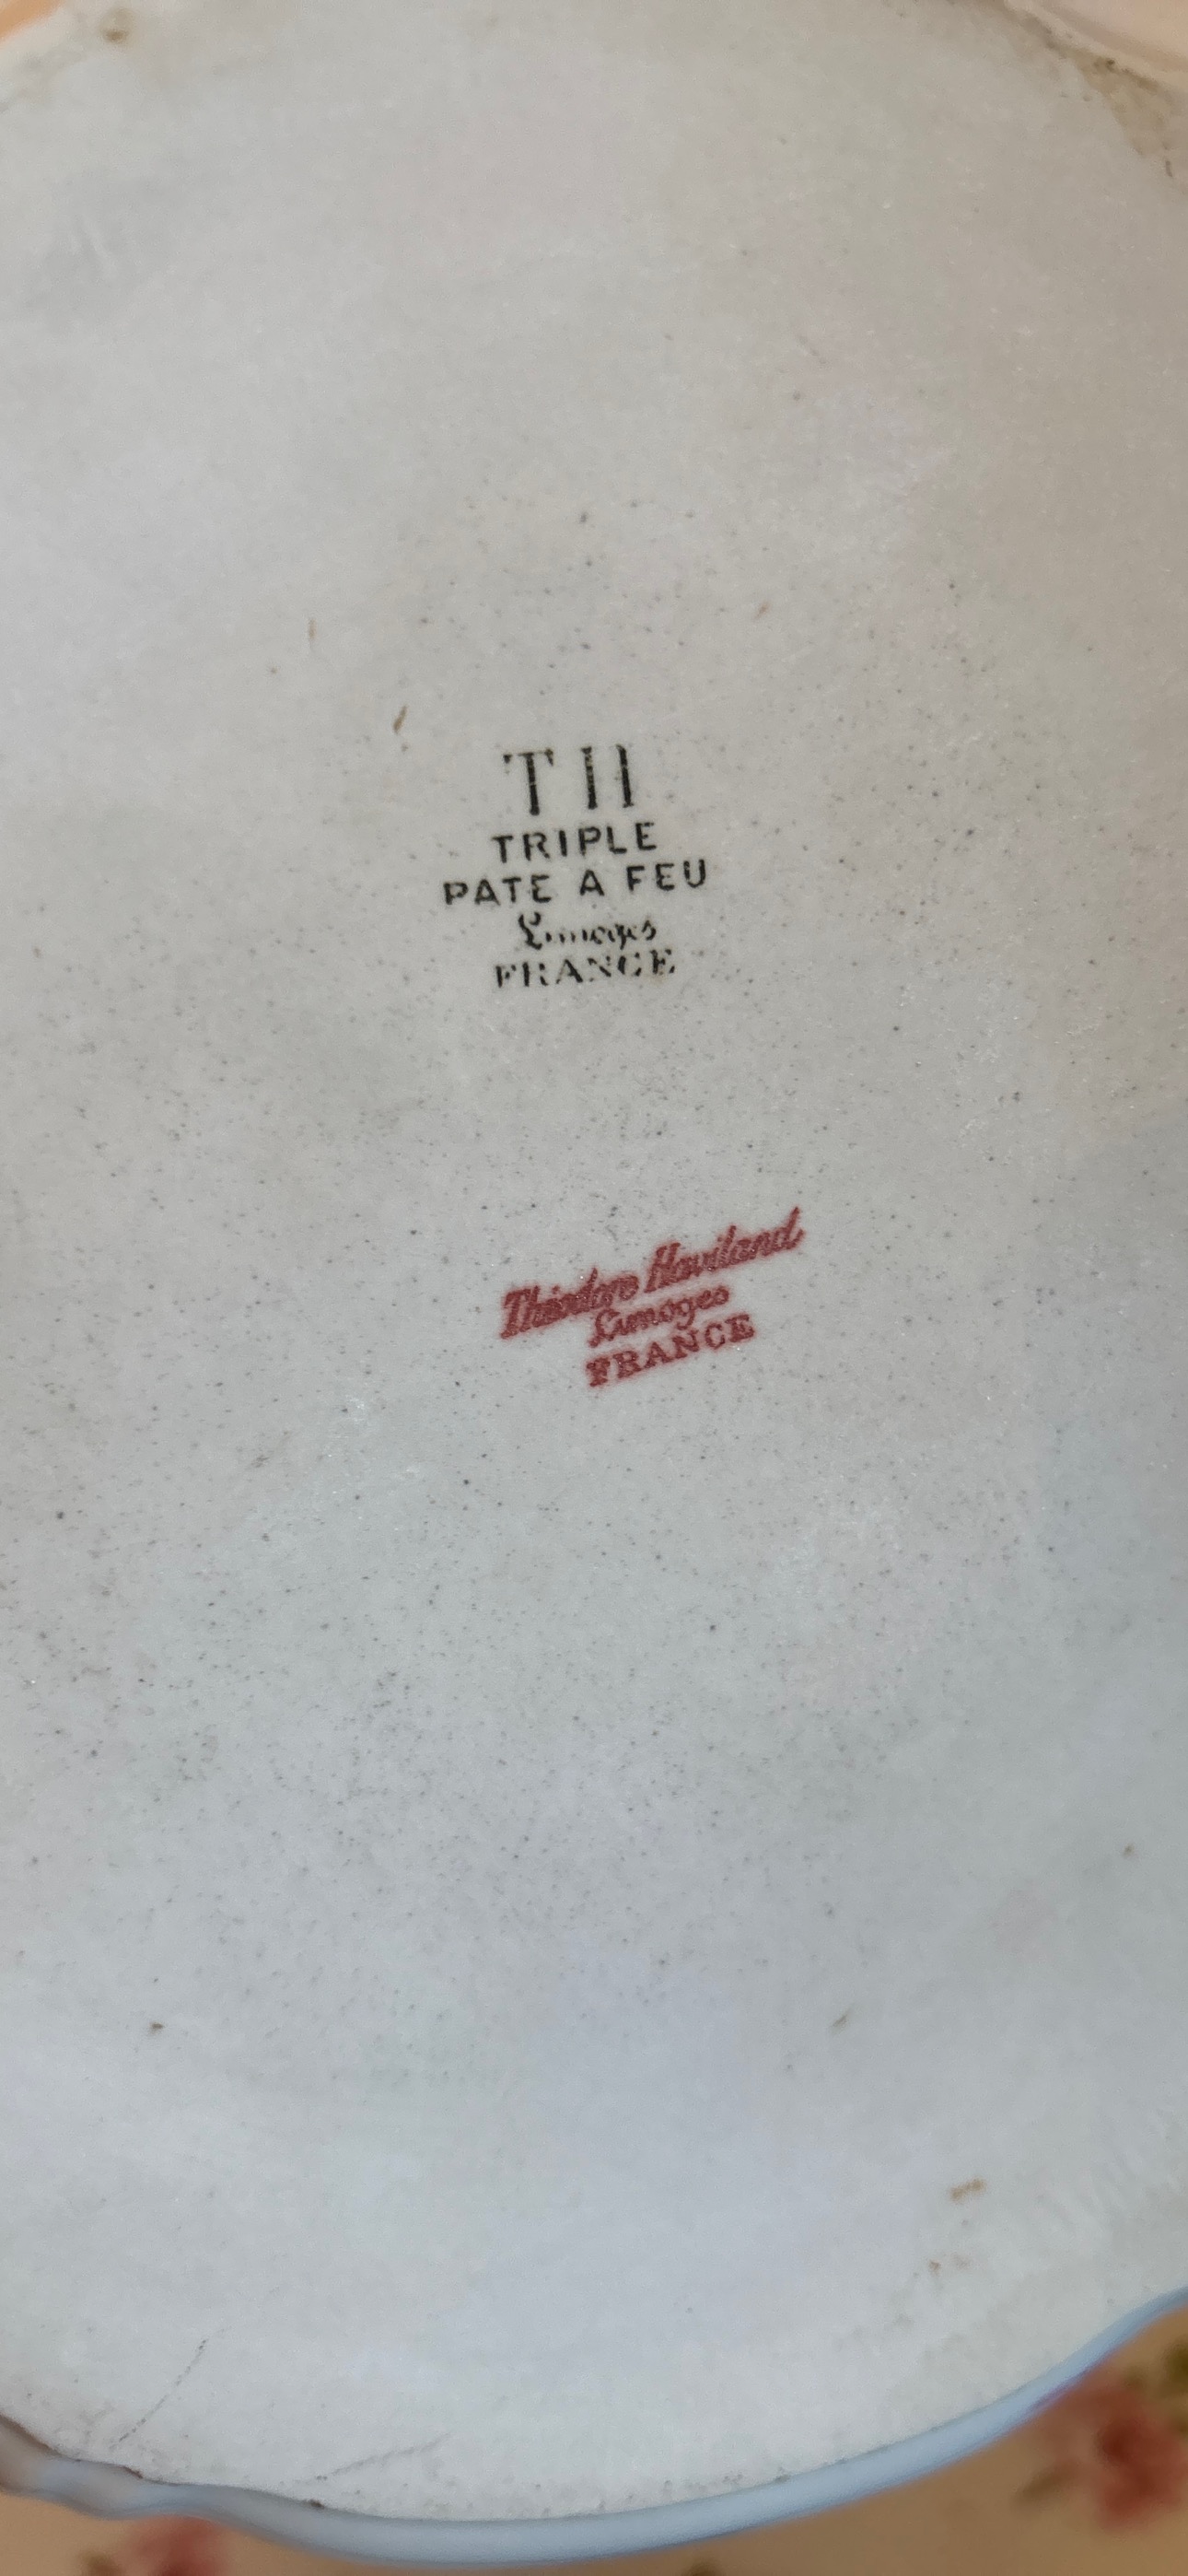 TH
TRIPLE
PATE A FEU
Limoges
FRANCE
Theodore Haviland
Limoges
FRANCE